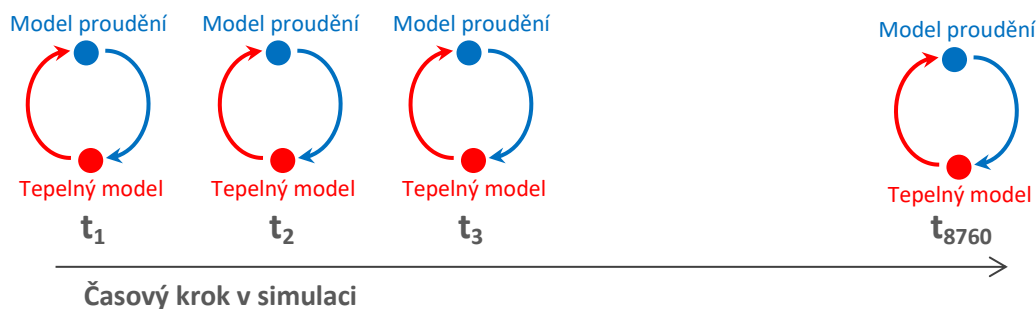 Model proudění Model proudění Model proudění Model proudění
Tepelný model Tepelný model Tepelný model Tepelný model
t1 t2 t3 t8760
Časový krok v simulaci